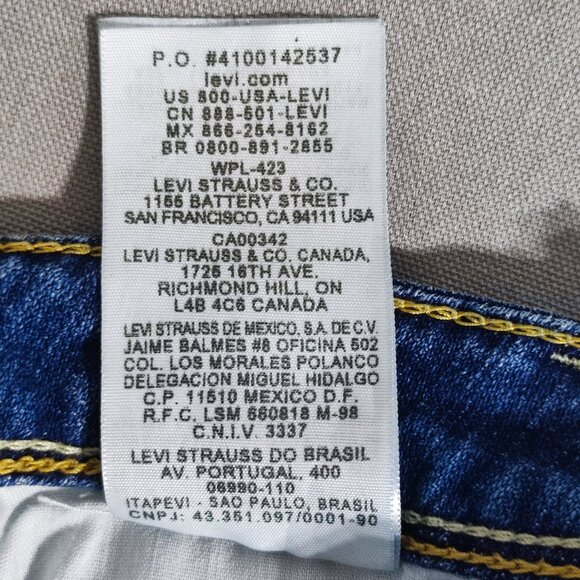 P.O. #4100142537
levi.com
US 800-USA-LEVI
CN 888-501-LEVI
MX 866-254-8162
BR 0800-891-2855
WPL-423
LEVI STRAUSS & CO.
1155 BATTERY STREET
SAN FRANCISCO, CA 94111 USA
CA00342
LEVI STRAUSS & CO. CANADA,
1725 16TH AVE.
RICHMOND HILL, ON
L4B 4C6 CANADA
LEVI STRAUSS DE MEXICO, S.A. DE C.V.
JAIME BALMES #8 OFICINA 502
COL. LOS MORALES POLANCO
DELEGACION MIGUEL HIDALGO
C.P. 11510 MEXICO D.F.
R.F.C. LSM 660818 M-98
C.N.I.V. 3337
LEVI STRAUSS DO BRASIL
AV. PORTUGAL, 400
06990-110
ITAPEVI - SAO PAULO, BRASIL
CNPJ: 43.351.097/0001-90